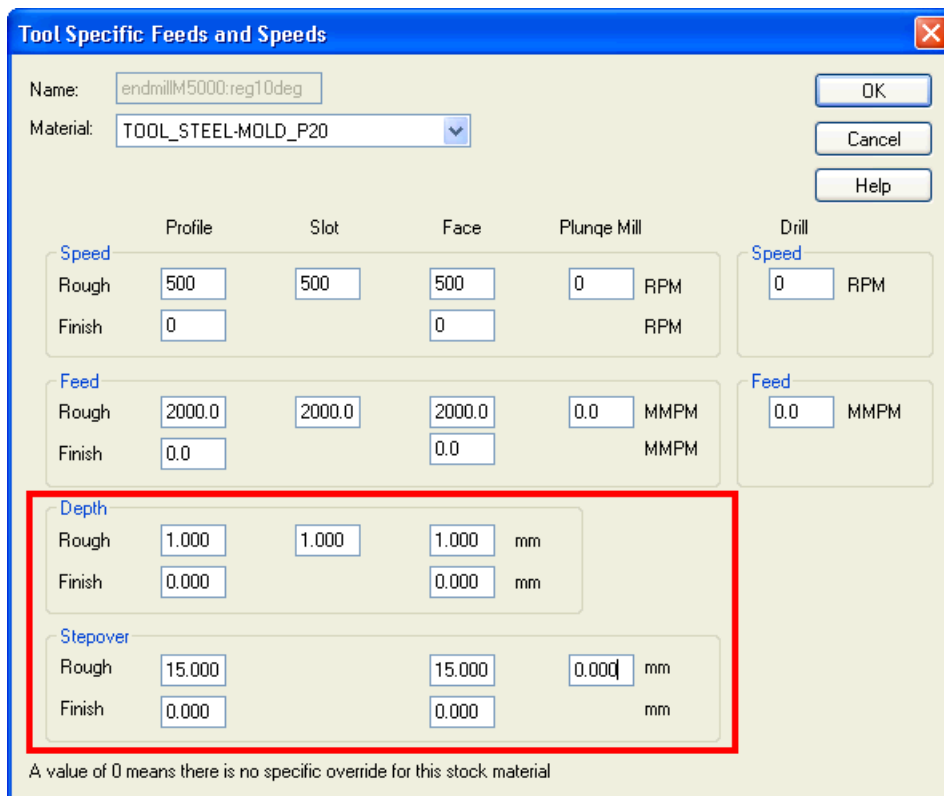 Tool Specific Feeds and Speeds
Name: endmillM5000:reg10deg OK
Material: TOOL_STEEL-MOLD_P20 Cancel
Help
Profile Slot Face Plunge Mill Drill
Speed Speed
Rough 500 500 500 0 RPM 0 RPM
Finish 0 0 RPM
Feed Feed
Rough 2000.0 2000.0 2000.0 0.0 MMPM 0.0 MMPM
Finish 0.0 0.0 MMPM
Depth
Rough 1.000 1.000 1.000 mm
Finish 0.000 0.000 mm
Stepover
Rough 15.000 15.000 0.000 mm
Finish 0.000 0.000 mm
A value of 0 means there is no specific override for this stock material